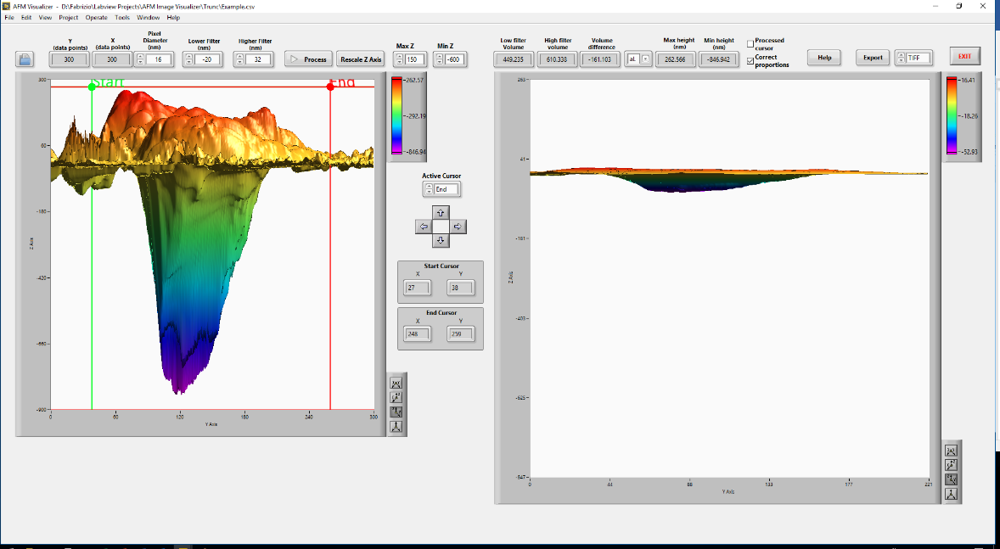 AFM Visualizer - D:\Fabrizio\Labview Projects\AFM Image Visualizer\Trunc\Example.csv
File Edit View Project Operate Tools Window Help
Y
(data points)
300
X
(data points)
300
Pixel
Diameter
(nm)
16
Lower Filter
(nm)
-20
Higher Filter
(nm)
32
Process
Rescale Z Axis
Max Z
150
Min Z
-600
Low filter
Volume
449.235
High filter
volume
610.338
Volume
difference
-161.103
aL
Max height
(nm)
262.566
Min height
(nm)
-846.942
Processed
cursor
Correct
proportions
Help
Export
TIFF
EXIT
Start
End
300
60
-180
-420
-660
-900
Z Axis
0 60 120 180 240 300
Y Axis
262.57
-292.19
-846.94
Active Cursor
End
Start Cursor
X Y
27 38
End Cursor
X Y
248 259
263
41
-181
-403
-625
-847
Z Axis
0 44 88 133 177 221
Y Axis
16.41
-18.26
-52.93